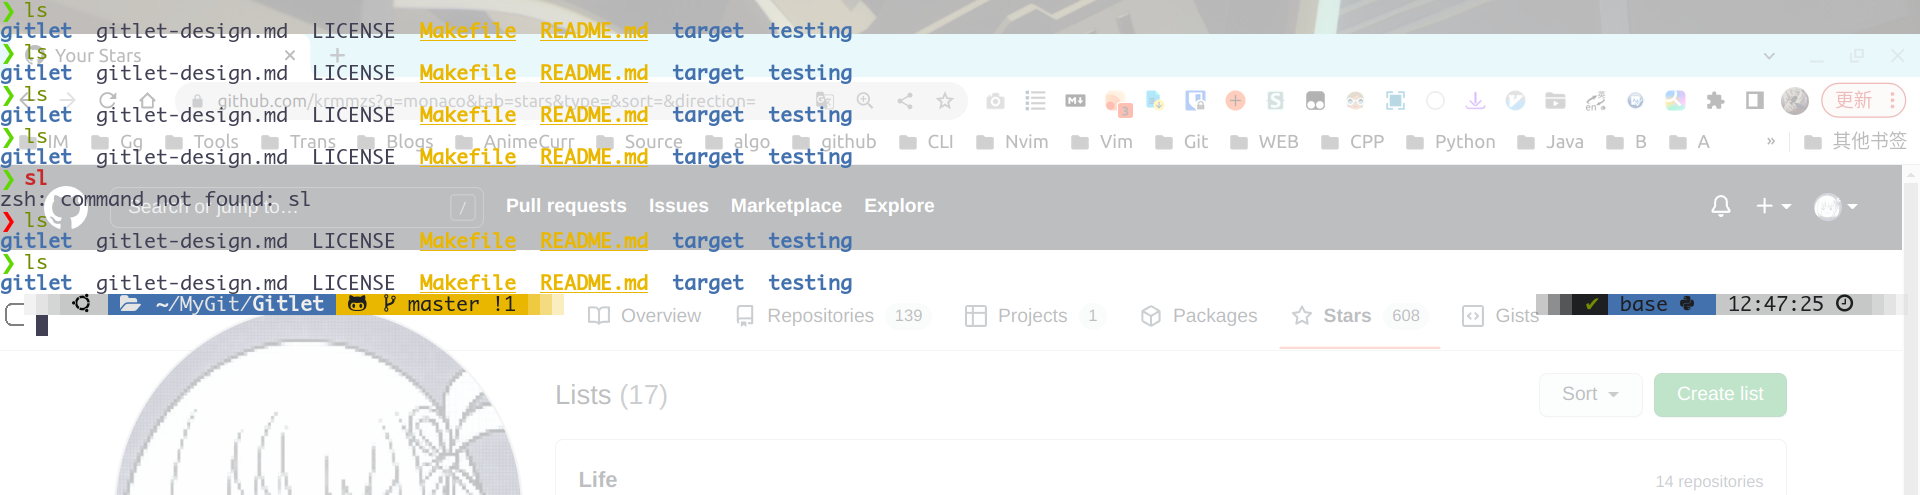 ❯ ls
gitlet  gitlet-design.md  LICENSE  Makefile  README.md  target  testing
Your Stars
❯ ls
gitlet  gitlet-design.md  LICENSE  Makefile  README.md  target  testing
❯ ls
github.com/krmmzs?q=monaco&tab=stars&type=&sort=&direction=
3
更新
gitlet  gitlet-design.md  LICENSE  Makefile  README.md  target  testing
❯ ls
IM Gg Tools Trans Blogs AnimeCurr Source algo github CLI Nvim Vim Git WEB CPP Python Java B A » 其他书签
gitlet  gitlet-design.md  LICENSE  Makefile  README.md  target  testing
❯ sl
zsh: command not found: sl
Search or jump to... / Pull requests Issues Marketplace Explore
❯ ls
gitlet  gitlet-design.md  LICENSE  Makefile  README.md  target  testing
❯ ls
gitlet  gitlet-design.md  LICENSE  Makefile  README.md  target  testing
~/MyGit/Gitlet master !1 ✔ base 12:47:25
Overview Repositories 139 Projects 1 Packages Stars 608 Gists
Lists (17) Sort Create list
Life 14 repositories